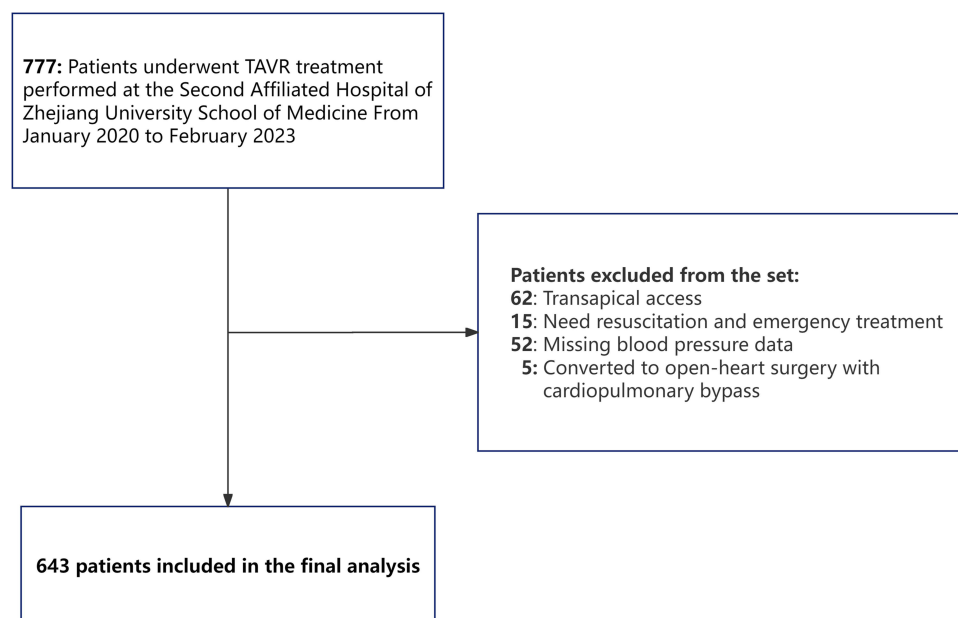 777: Patients underwent TAVR treatment
performed at the Second Affiliated Hospital of
Zhejiang University School of Medicine From
January 2020 to February 2023
Patients excluded from the set:
62: Transapical access
15: Need resuscitation and emergency treatment
52: Missing blood pressure data
5: Converted to open-heart surgery with
cardiopulmonary bypass
643 patients included in the final analysis